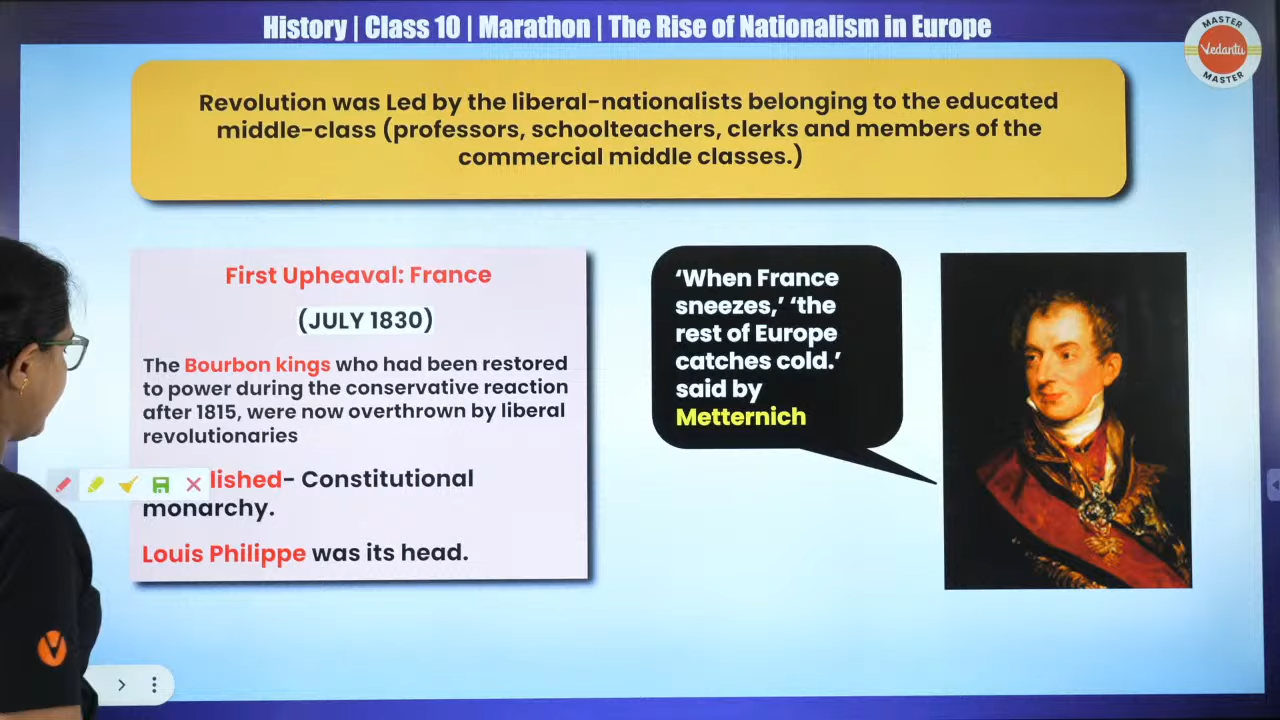 History | Class 10 | Marathon | The Rise of Nationalism in Europe
MASTER
Vedantu
MASTER
Revolution was Led by the liberal-nationalists belonging to the educated
middle-class (professors, schoolteachers, clerks and members of the
commercial middle classes.)
First Upheaval: France
(JULY 1830)
The Bourbon kings who had been restored
to power during the conservative reaction
after 1815, were now overthrown by liberal
revolutionaries
lished- Constitutional
monarchy.
Louis Philippe was its head.
‘When France
sneezes,’ ‘the
rest of Europe
catches cold.’
said by
Metternich